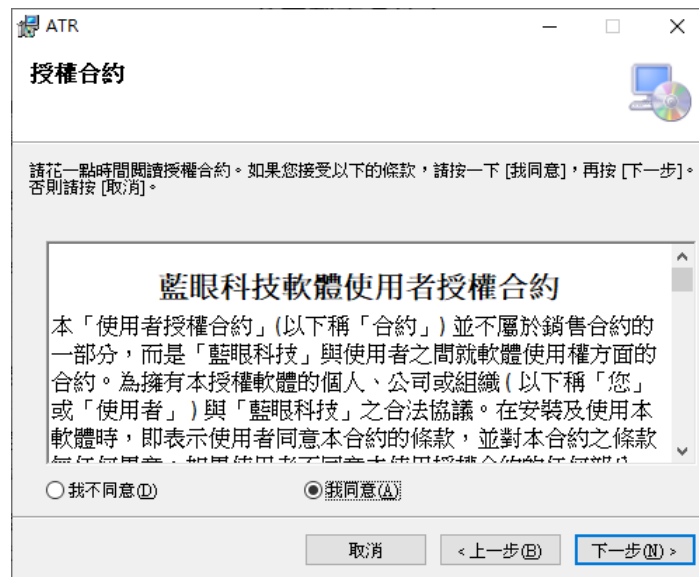 ATR
授權合約
請花一點時間閱讀授權合約。如果您接受以下的條款，請按一下 [我同意]，再按 [下一步]。
否則請按 [取消]。
藍眼科技軟體使用者授權合約
本「使用者授權合約」(以下稱「合約」) 並不屬於銷售合約的
一部分，而是「藍眼科技」與使用者之間就軟體使用權方面的
合約。為擁有本授權軟體的個人、公司或組織 ( 以下稱「您」
或「使用者」) 與「藍眼科技」之合法協議。在安裝及使用本
軟體時，即表示使用者同意本合約的條款，並對本合約之條款
我不同意(D)
我同意(A)
取消
<上一步(B)
下一步(N)>